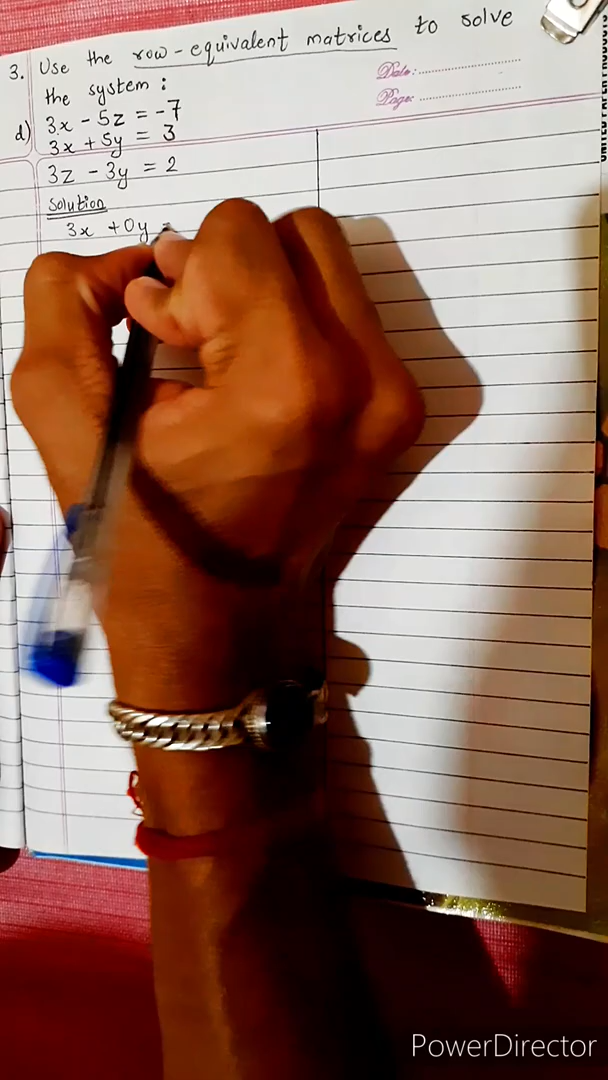 3. Use the row-equivalent matrices to solve
the system :
Date:
Page:
d) 3x - 5z = -7
3x + 5y = 3
3z - 3y = 2
Solution
3x + 0y
PowerDirector